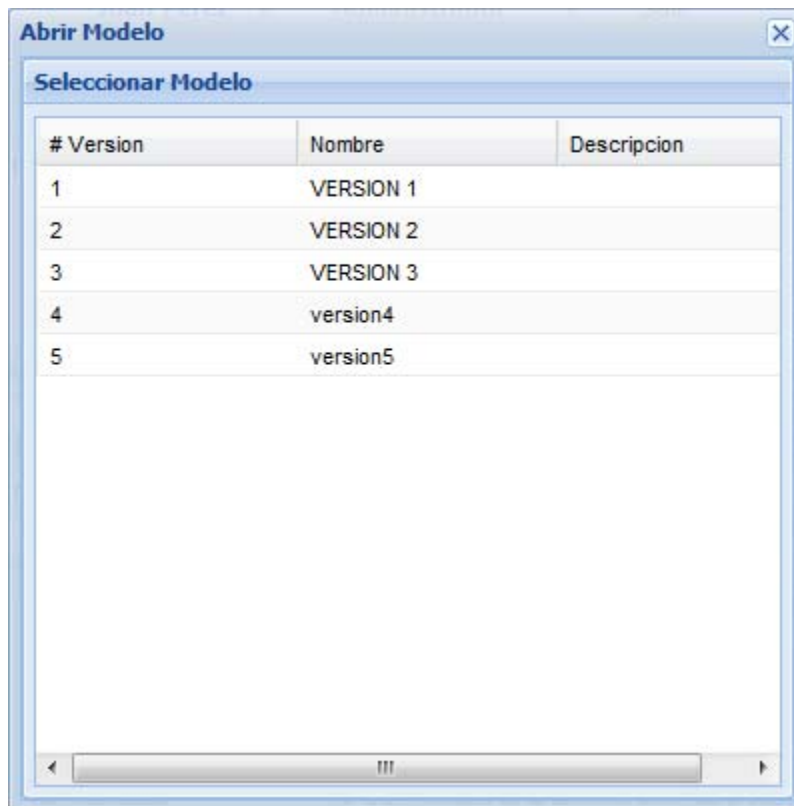 Abrir Modelo
Seleccionar Modelo
# Version Nombre Descripcion
1 VERSION 1
2 VERSION 2
3 VERSION 3
4 version4
5 version5